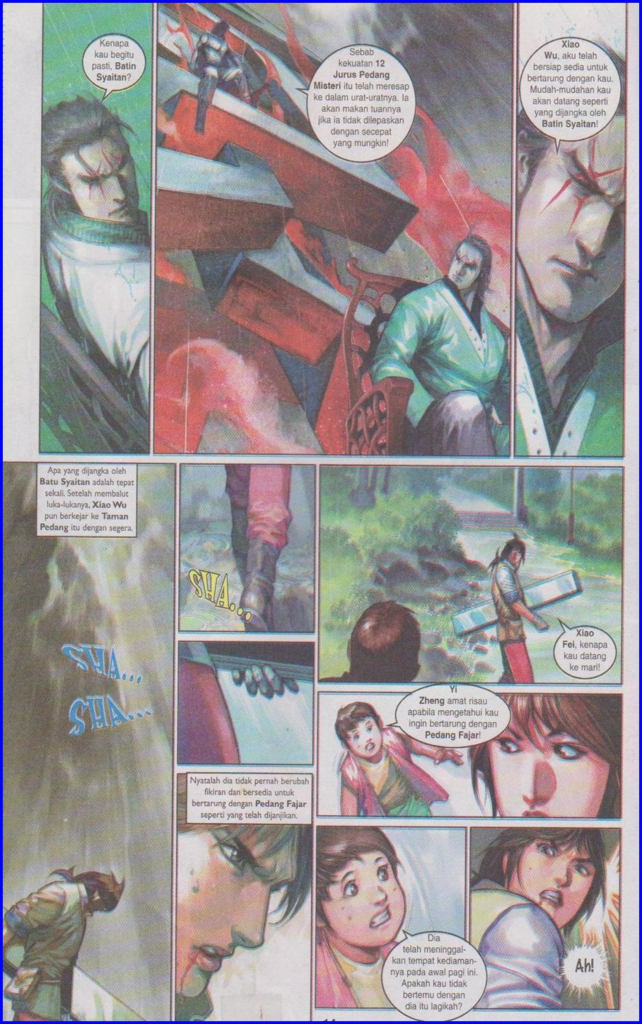 Kenapa
kau begitu
pasti, Batin
Syaitan?
Sebab
kekuatan 12
Jurus Pedang
Misteri itu telah meresap
ke dalam urat-uratnya. Ia
akan makan tuannya
jika ia tidak dilepaskan
dengan secepat
yang mungkin!
Xiao
Wu, aku telah
bersiap sedia untuk
bertarung dengan kau.
Mudah-mudahan kau
akan datang seperti
yang dijangka oleh
Batin Syaitan!
Apa yang dijangka oleh
Batu Syaitan adalah tepat
sekali. Setelah membalut
luka-lukanya, Xiao Wu
pun berkejar ke Taman
Pedang itu dengan segera.
SHA...
SHA...
SHA...
Xiao
Fei, kenapa
kau datang
ke mari!
Yi
Zheng amat risau
apabila mengetahui kau
ingin bertarung dengan
Pedang Fajar!
Nyatalah dia tidak pernah berubah
fikiran dan bersedia untuk
bertarung dengan Pedang Fajar
seperti yang telah dijanjikan.
Dia
telah meninggal-
kan tempat kediaman-
nya pada awal pagi ini.
Apakah kau tidak
bertemu dengan
dia itu lagikah?
Ah!